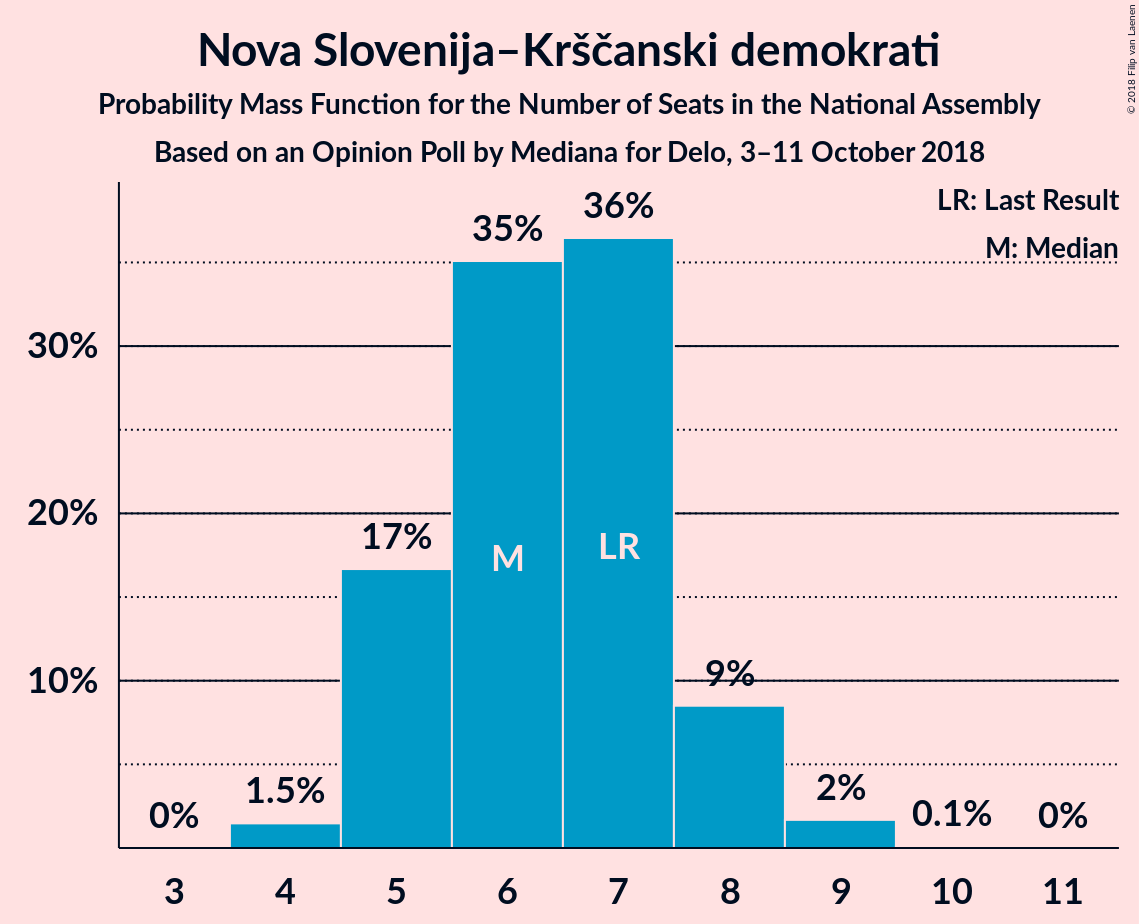 Nova Slovenija–Krščanski demokrati
Probability Mass Function for the Number of Seats in the National Assembly
Based on an Opinion Poll by Mediana for Delo, 3–11 October 2018
© 2018 Filip van Laenen
LR: Last Result
M: Median
36%
35%
30%
20%
17%
M
LR
10%
9%
1.5%
2%
0%
0.1%
0%
3 4 5 6 7 8 9 10 11